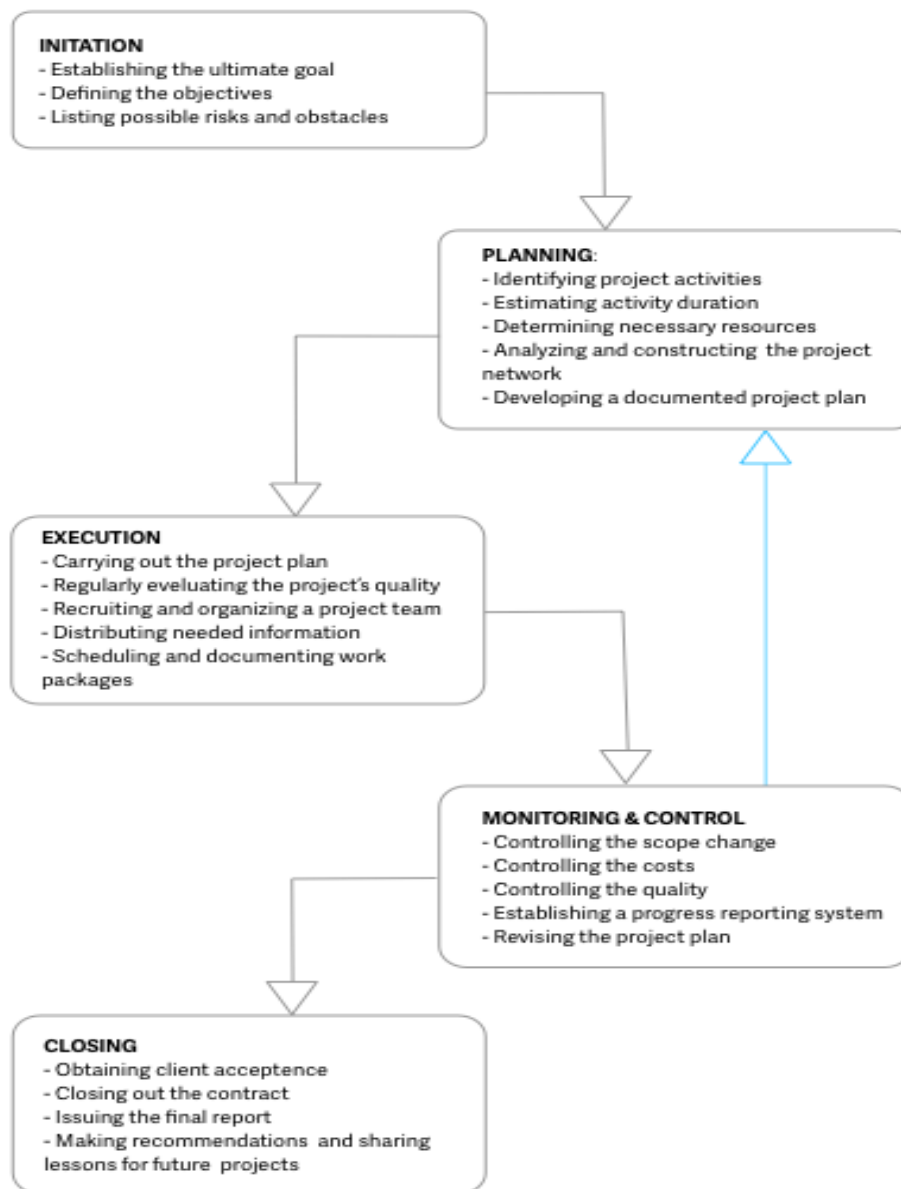 INITATION
- Establishing the ultimate goal
- Defining the objectives
- Listing possible risks and obstacles
PLANNING:
- Identifying project activities
- Estimating activity duration
- Determining necessary resources
- Analyzing and constructing the project
network
- Developing a documented project plan
EXECUTION
- Carrying out the project plan
- Regularly eveluating the project's quality
- Recruiting and organizing a project team
- Distributing needed information
- Scheduling and documenting work
packages
MONITORING & CONTROL
- Controlling the scope change
- Controlling the costs
- Controlling the quality
- Establishing a progress reporting system
- Revising the project plan
CLOSING
- Obtaining client acceptence
- Closing out the contract
- Issuing the final report
- Making recommendations and sharing
lessons for future projects